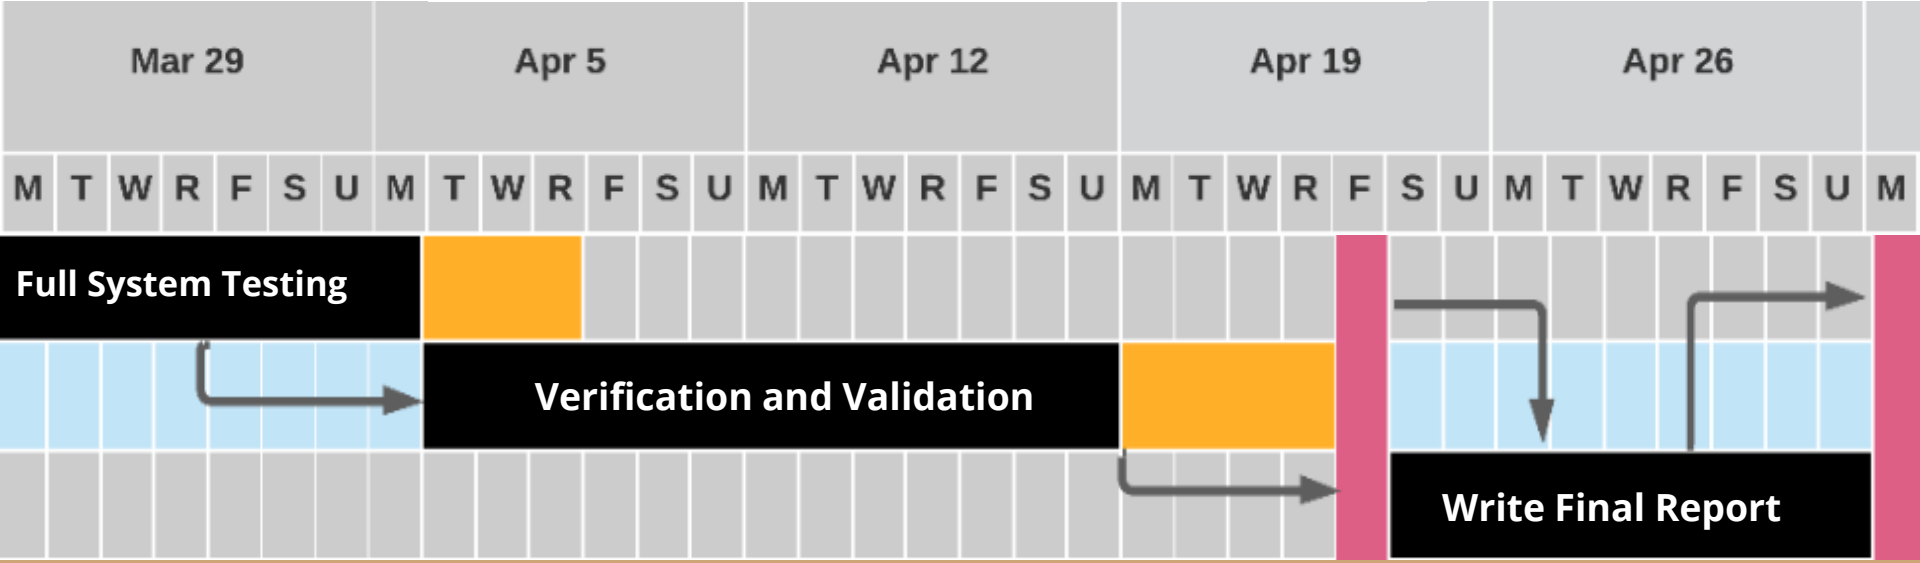 Mar 29 Apr 5 Apr 12 Apr 19 Apr 26
M T W R F S U M T W R F S U M T W R F S U M T W R F S U M T W R F S U M
Full System Testing
Verification and Validation
Write Final Report